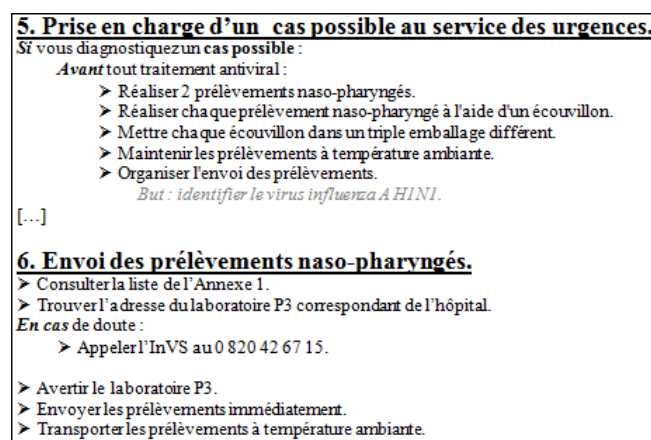 5. Prise en charge d'un cas possible au service des urgences.
Si vous diagnostiquez un cas possible :
Avant tout traitement antiviral :
➤ Réaliser 2 prélèvements naso-pharyngés.
➤ Réaliser chaque prélèvement naso-pharyngé à l'aide d'un écouvillon.
➤ Mettre chaque écouvillon dans un triple emballage différent.
➤ Maintenir les prélèvements à température ambiante.
➤ Organiser l'envoi des prélèvements.
But : identifier le virus influenza A H1N1.
[…]
6. Envoi des prélèvements naso-pharyngés.
➤ Consulter la liste de l'Annexe 1.
➤ Trouver l'adresse du laboratoire P3 correspondant de l'hôpital.
En cas de doute :
➤ Appeler l'InVS au 0 820 42 67 15.
➤ Avertir le laboratoire P3.
➤ Envoyer les prélèvements immédiatement.
➤ Transporter les prélèvements à température ambiante.